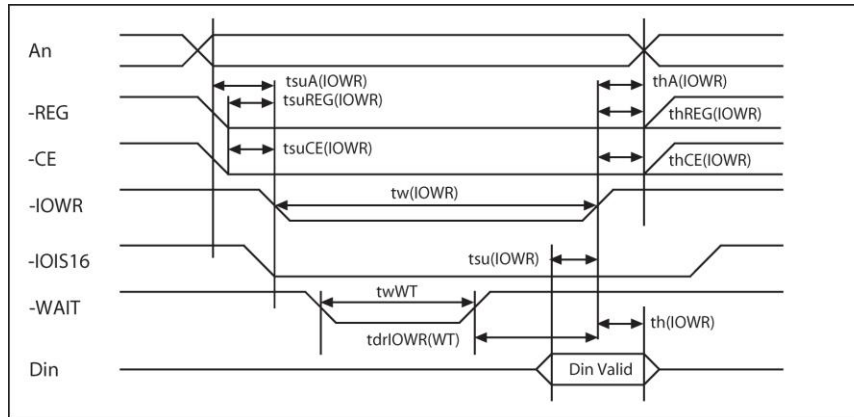 An
tsuA(IOWR)
thA(IOWR)
tsuREG(IOWR)
-REG
thREG(IOWR)
tsuCE(IOWR)
-CE
thCE(IOWR)
tw(IOWR)
-IOWR
tsu(IOWR)
-IOIS16
twWT
-WAIT
th(IOWR)
tdrIOWR(WT)
Din
Din Valid